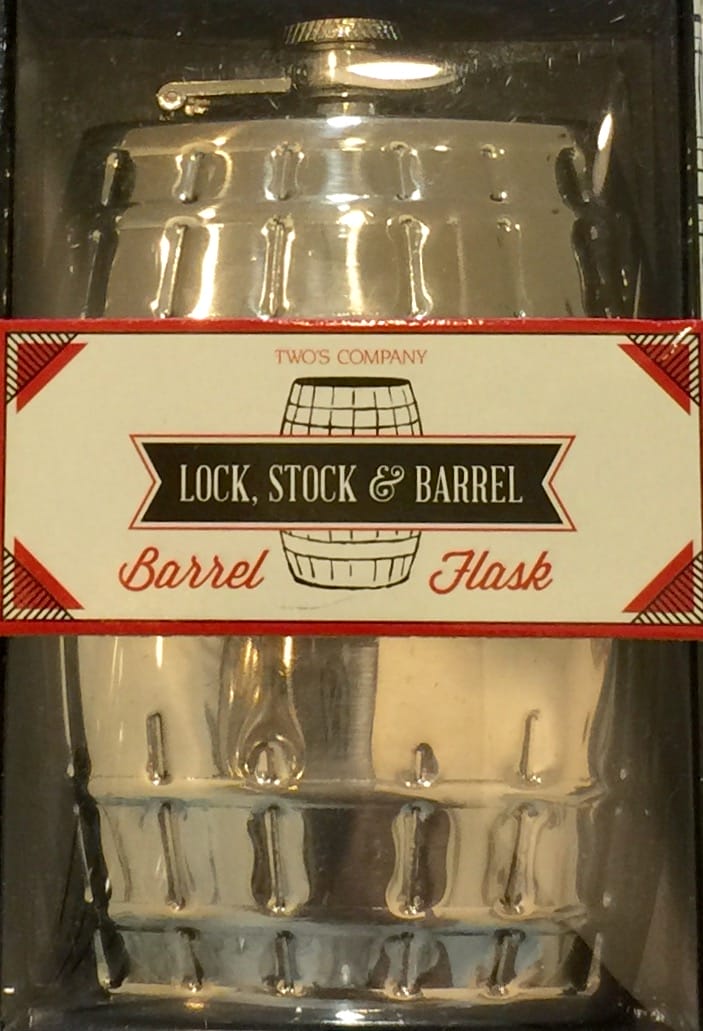 TWO'S COMPANY
LOCK, STOCK & BARREL
Barrel Flask